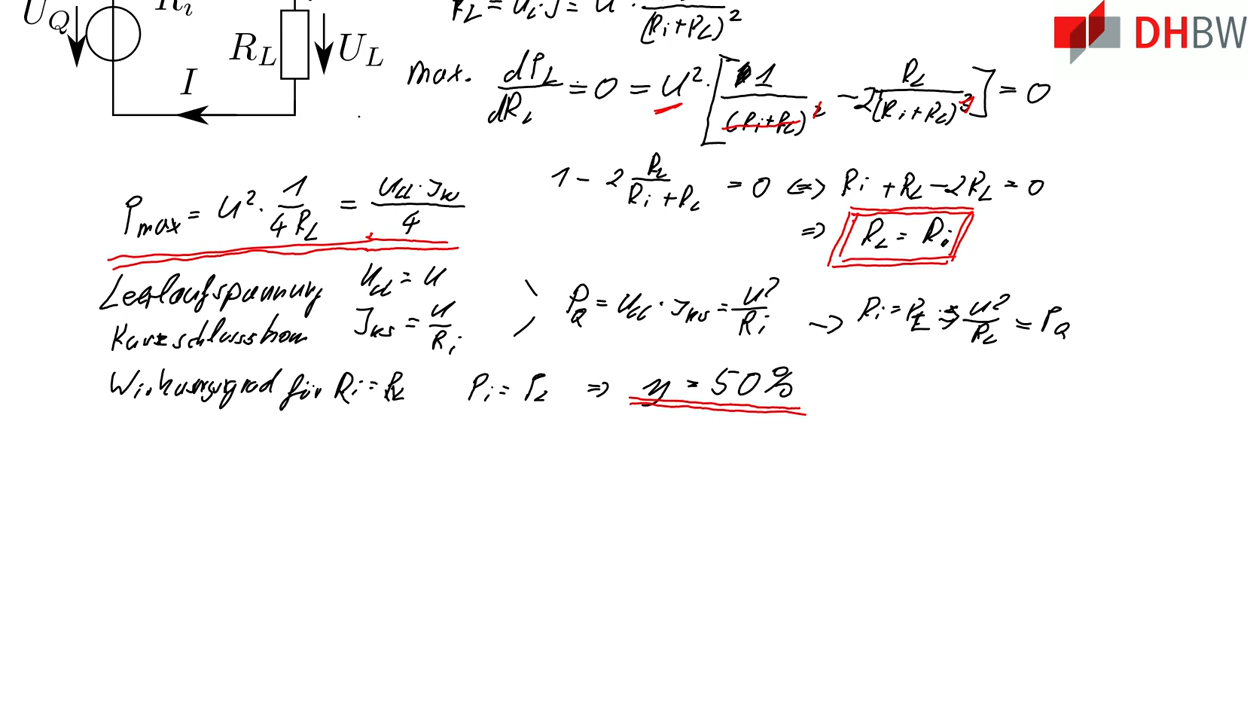 U_Q R_i
P_L = U_L · I = U² · 1/(R_i+R_L)²
DHBW
R_L U_L
I
max. dP_L/dR_L = 0 = U² · [1/(R_i+R_L)² - 2 R_L/(R_i+R_L)³] = 0
1 - 2 R_L/(R_i+R_L) = 0 ⇔ R_i + R_L - 2R_L = 0
P_max = U² · 1/(4 R_L) = U_LL · I_KS/4
⇒ R_L = R_i
Leerlaufspannung U_LL = U
P_Q = U_LL · I_KS = U²/R_i → R_i = R_L ⇒ U²/R_L = P_Q
Kurzschlussstrom I_KS = U/R_i
Wirkungsgrad für R_i = R_L P_i = P_L ⇒ η = 50%